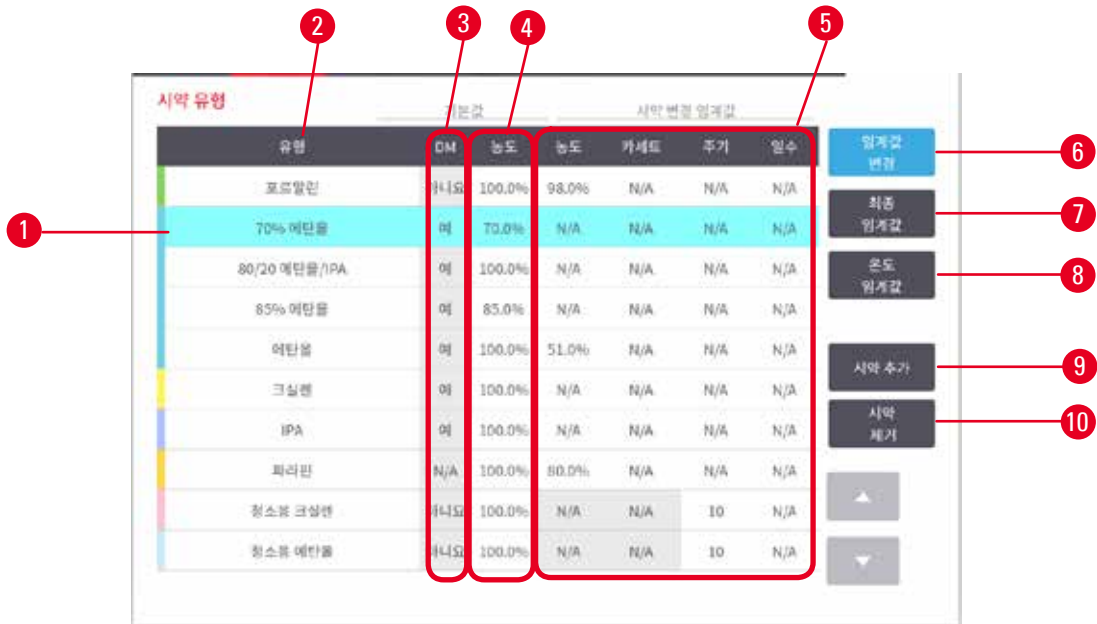 2
3
4
5
시약 유형
기본값
시약 변경 임계값
유형
DM
농도
농도
카세트
주기
일수
포르말린
아니요
100.0%
98.0%
N/A
N/A
N/A
70% 에탄올
예
70.0%
N/A
N/A
N/A
N/A
80/20 에탄올/IPA
예
100.0%
N/A
N/A
N/A
N/A
85% 에탄올
예
85.0%
N/A
N/A
N/A
N/A
에탄올
예
100.0%
51.0%
N/A
N/A
N/A
크실렌
예
100.0%
N/A
N/A
N/A
N/A
IPA
예
100.0%
N/A
N/A
N/A
N/A
파라핀
N/A
100.0%
80.0%
N/A
N/A
N/A
청소용 크실렌
아니요
100.0%
N/A
N/A
10
N/A
청소용 에탄올
아니요
100.0%
N/A
N/A
10
N/A
임계값
변경
최종
임계값
온도
임계값
시약 추가
시약
제거
1
6
7
8
9
10